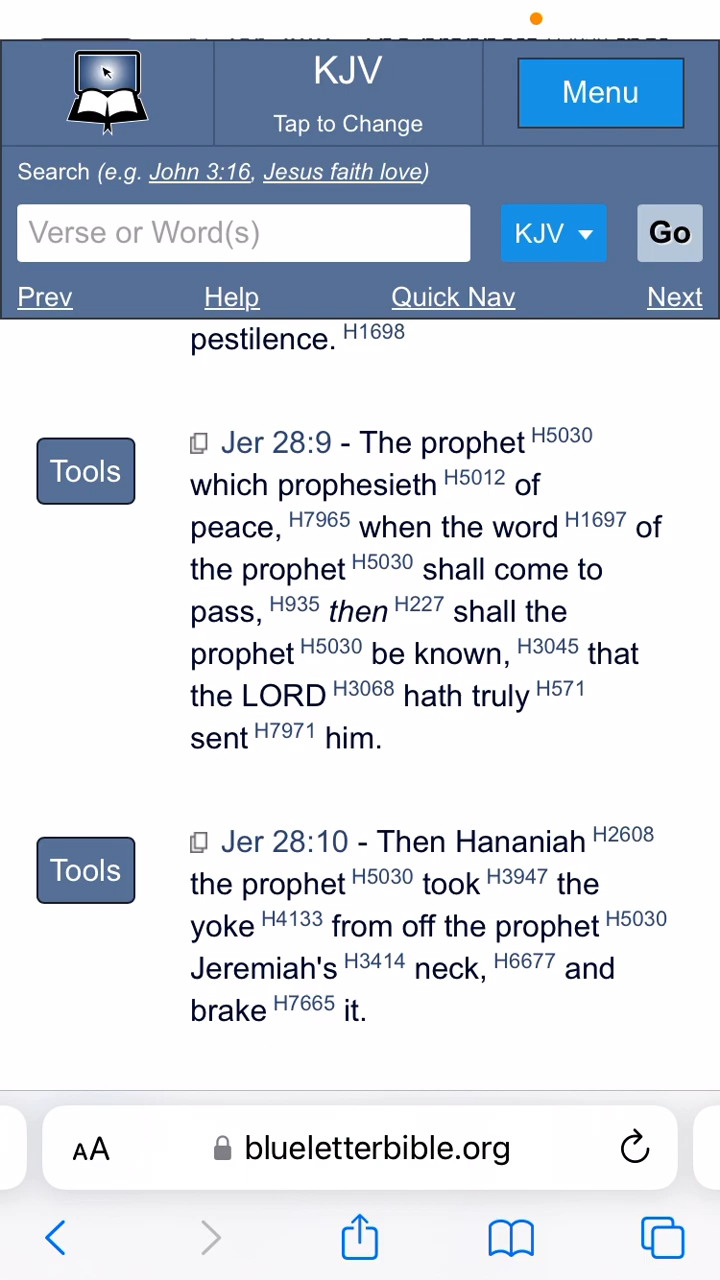 KJV
Tap to Change
Menu
Search (e.g. John 3:16, Jesus faith love)
Verse or Word(s)
KJV
Go
Prev Help Quick Nav Next
pestilence. H1698
Tools
Jer 28:9 - The prophet H5030
which prophesieth H5012 of
peace, H7965 when the word H1697 of
the prophet H5030 shall come to
pass, H935 then H227 shall the
prophet H5030 be known, H3045 that
the LORD H3068 hath truly H571
sent H7971 him.
Tools
Jer 28:10 - Then Hananiah H2608
the prophet H5030 took H3947 the
yoke H4133 from off the prophet H5030
Jeremiah's H3414 neck, H6677 and
brake H7665 it.
AA blueletterbible.org